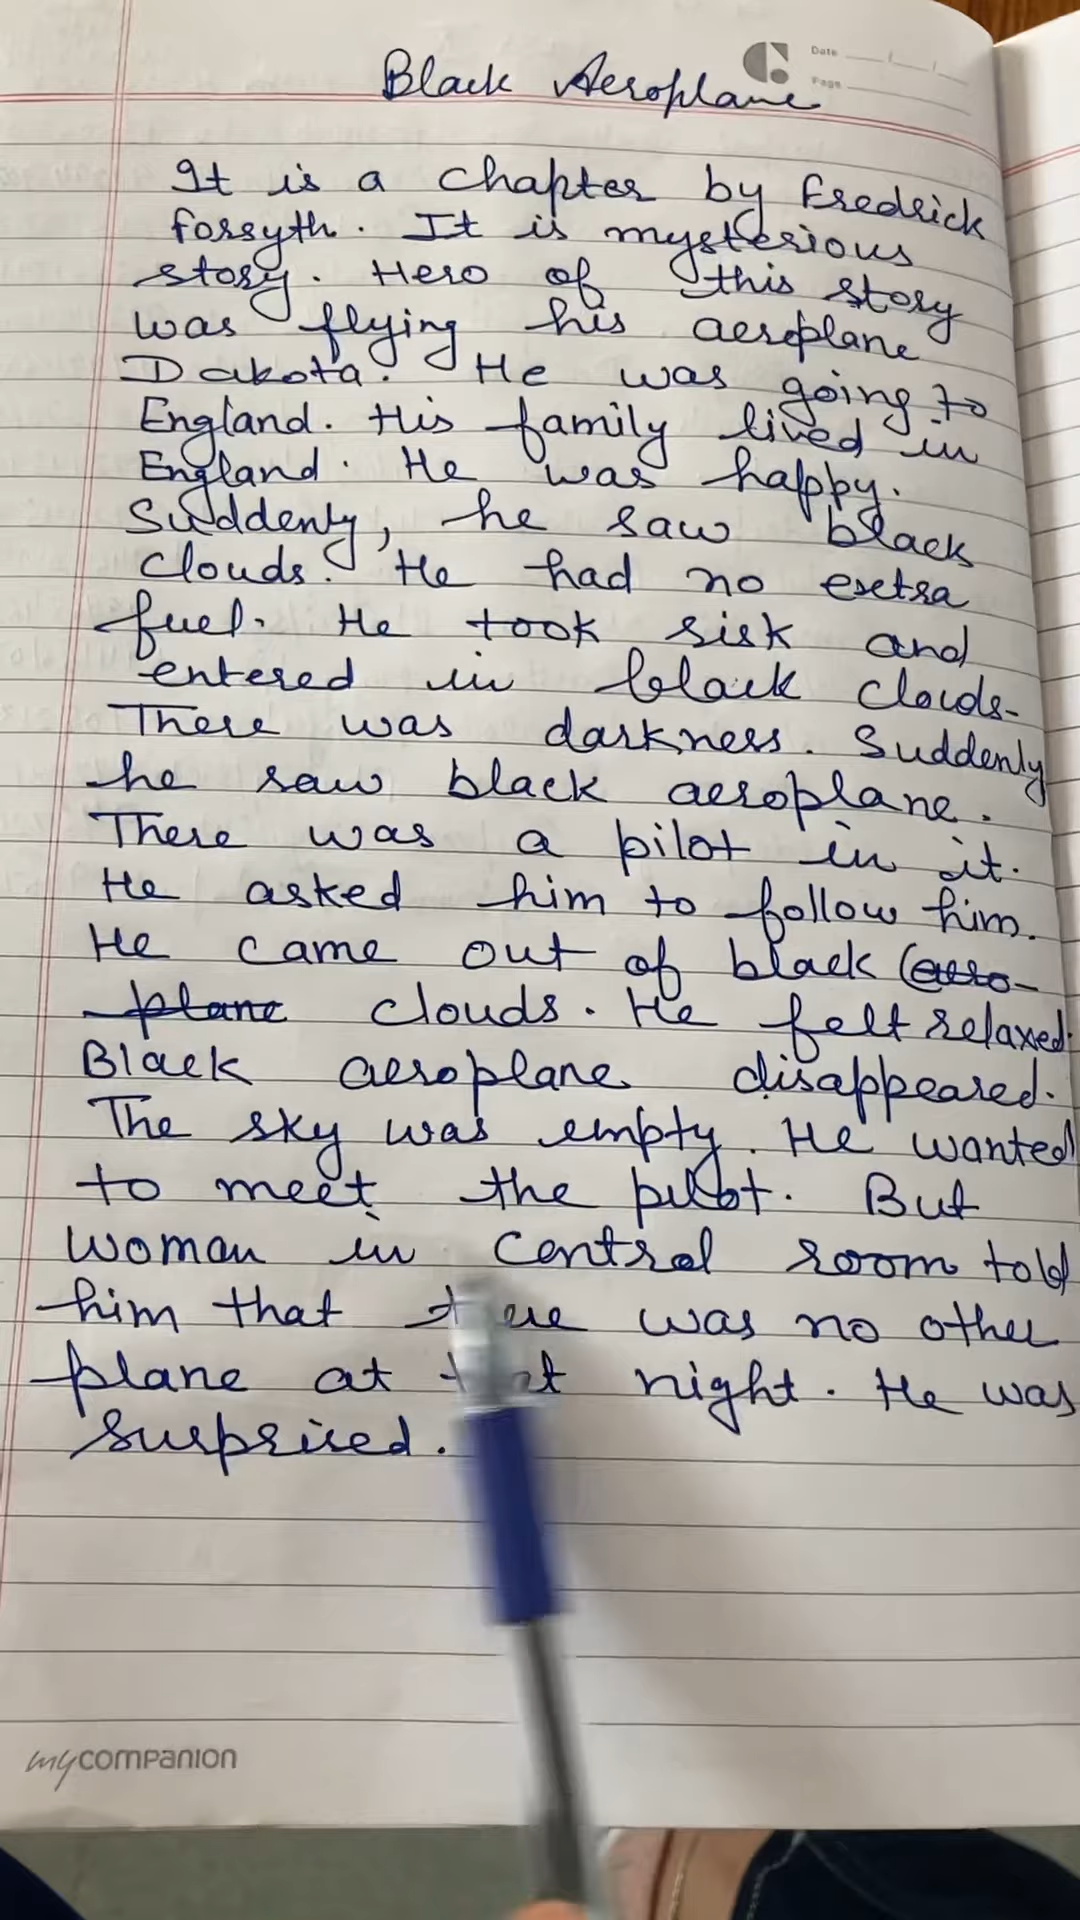 Black Aeroplane
Date
Page
It is a chapter by Fredrick
forsyth. It is mysterious
story. Hero of this story
was flying his aeroplane
Dakota. He was going to
England. His family lived in
England. He was happy.
Suddenly, he saw black
clouds. He had no extra
fuel. He took risk and
entered in black clouds.
There was darkness. Suddenly
he saw black aeroplane.
There was a pilot in it.
He asked him to follow him.
He came out of black (aero-
plane clouds. He felt relaxed.
Black aeroplane disappeared.
The sky was empty. He wanted
to meet the pilot. But
woman in central room told
him that was no other
plane at night. He was
surprised.
mycompanion